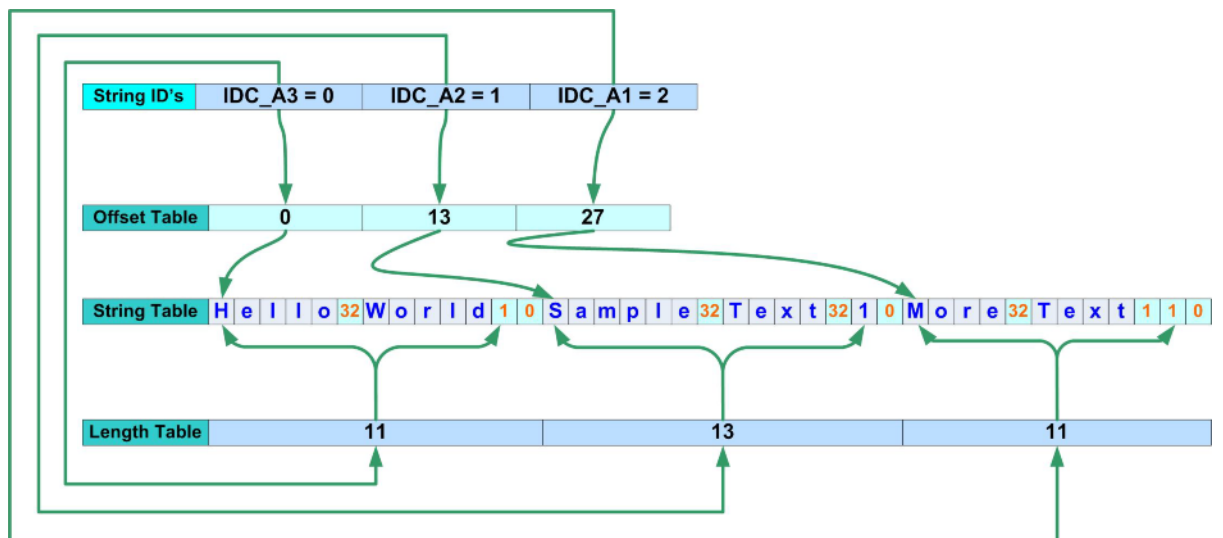 String ID's IDC_A3 = 0 IDC_A2 = 1 IDC_A1 = 2
Offset Table 0 13 27
String Table H e l l o 32 W o r l d 1 0 S a m p l e 32 T e x t 32 1 0 M o r e 32 T e x t 1 1 0
Length Table 11 13 11